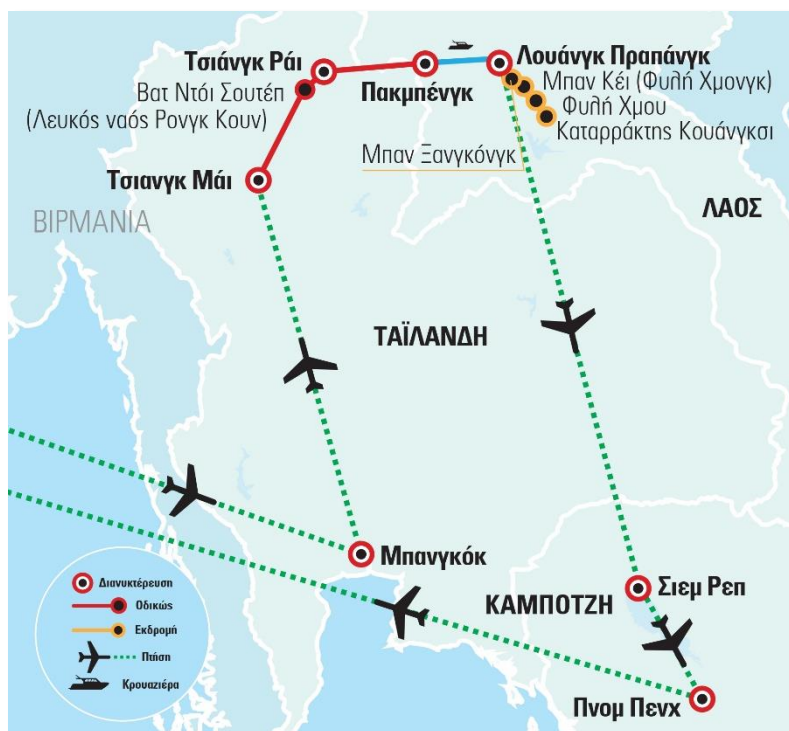 Τσιάνγκ Ράι
Λουάνγκ Πραπάνγκ
Βατ Ντόι Σουτέπ
(Λευκός ναός Ρονγκ Κουν)
Πακμπένγκ
Μπαν Κέι (Φυλή Χμονγκ)
Φυλή Χμου
Καταρράκτης Κουάνγκσι
Μπαν Ξανγκόνγκ
Τσιανγκ Μάι
ΒΙΡΜΑΝΙΑ
ΛΑΟΣ
ΤΑΪΛΑΝΔΗ
Μπανγκόκ
ΚΑΜΠΟΤΖΗ
Σιεμ Ρεπ
Πνομ Πενχ
Διανυκτέρευση
Οδικώς
Εκδρομή
Πτήση
Κρουαζιέρα